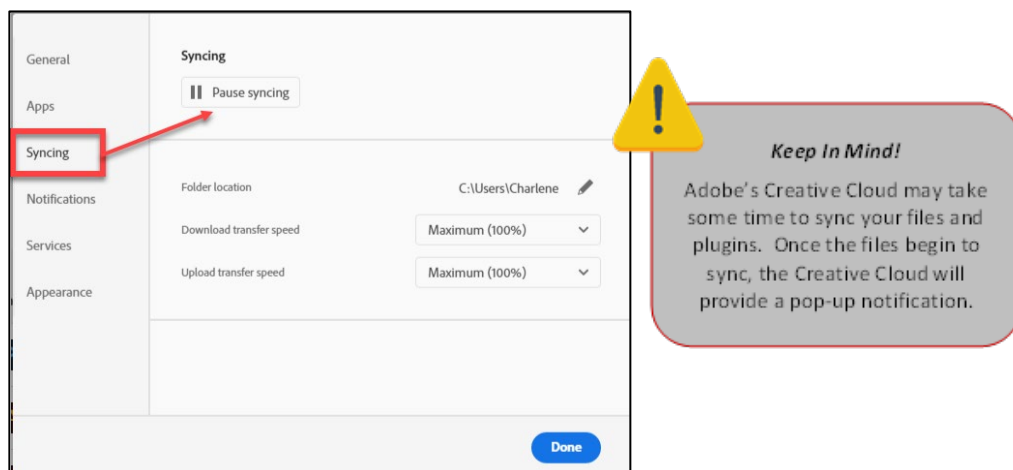 General
Apps
Syncing
Notifications
Services
Appearance
Syncing
Pause syncing
Folder location C:\Users\Charlene
Download transfer speed Maximum (100%)
Upload transfer speed Maximum (100%)
Done
!
Keep In Mind!
Adobe's Creative Cloud may take
some time to sync your files and
plugins. Once the files begin to
sync, the Creative Cloud will
provide a pop-up notification.